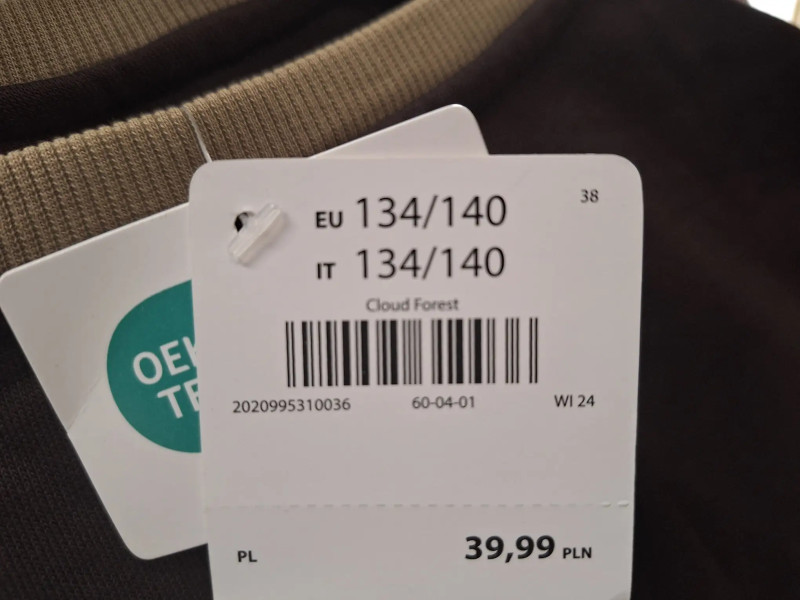 EU 134/140
38
IT 134/140
Cloud Forest
2020995310036 60-04-01 WI 24
PL 39,99 PLN